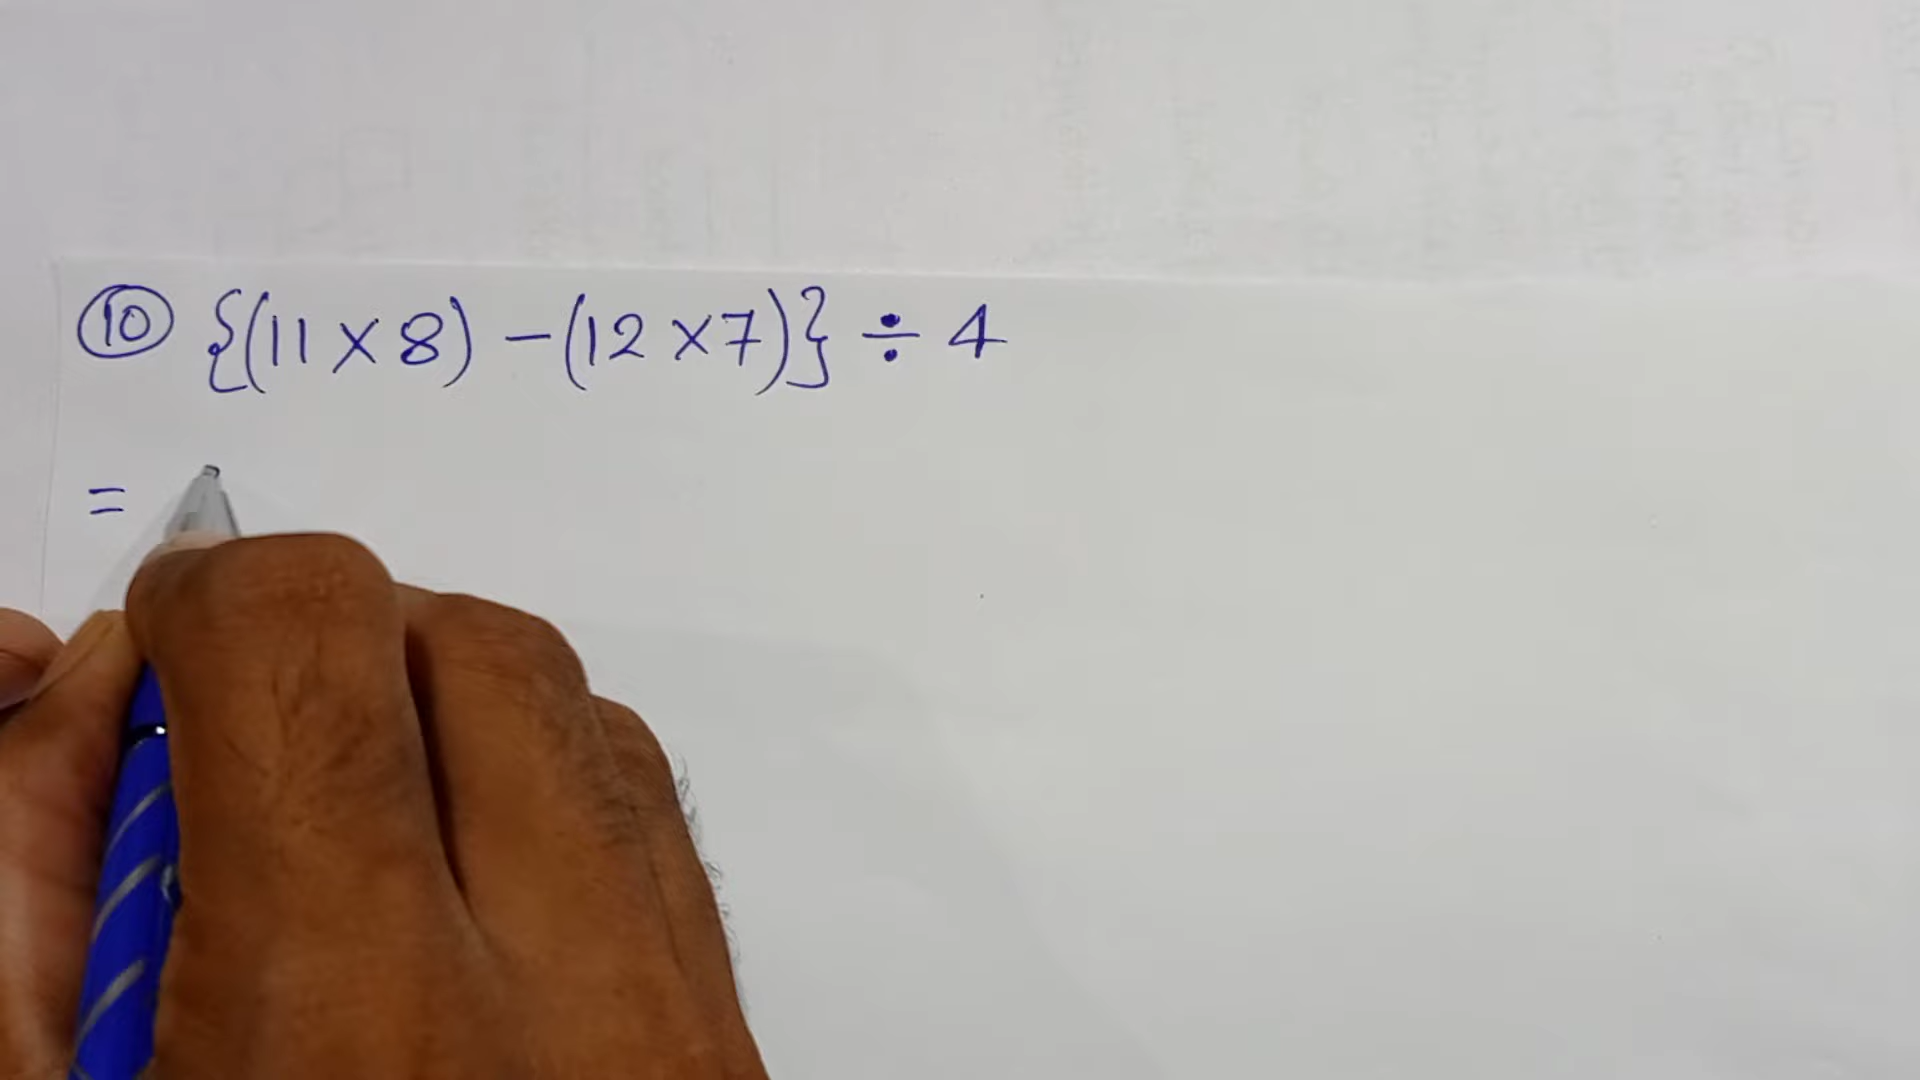 10 {(11 × 8) - (12 × 7)} ÷ 4
=